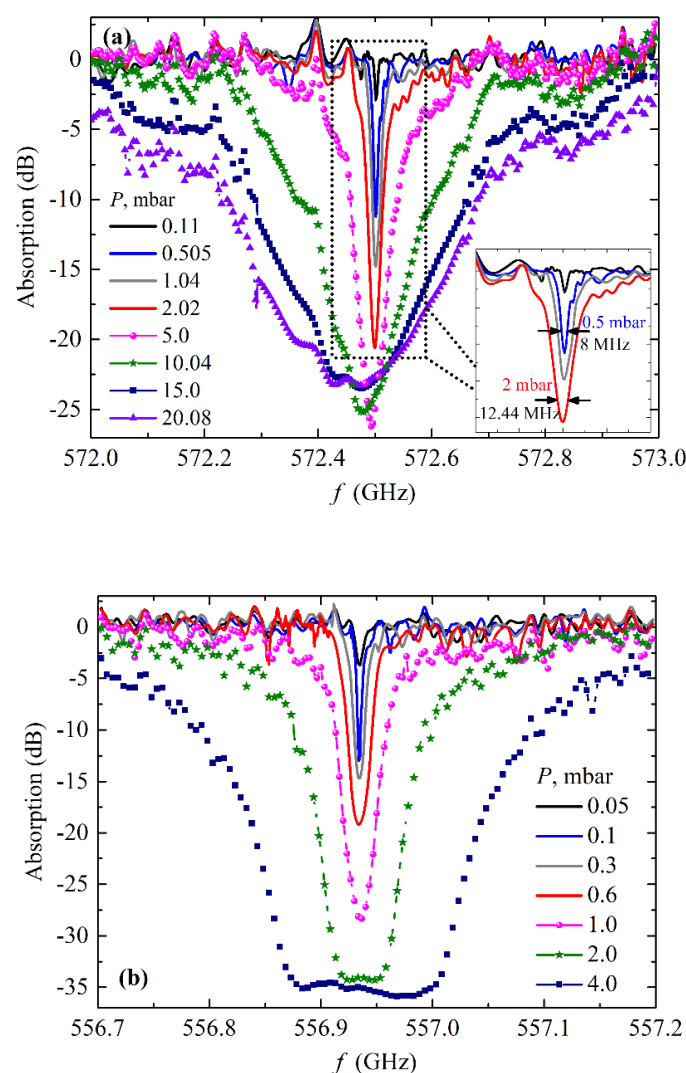 (a)
0
-5
-10
-15
-20
-25
Absorption (dB)
P, mbar
0.11
0.505
1.04
2.02
5.0
10.04
15.0
20.08
0.5 mbar
8 MHz
2 mbar
12.44 MHz
572.0 572.2 572.4 572.6 572.8 573.0
f (GHz)
0
-5
-10
-15
-20
-25
-30
-35
Absorption (dB)
P, mbar
0.05
0.1
0.3
0.6
1.0
2.0
4.0
(b)
556.7 556.8 556.9 557.0 557.1 557.2
f (GHz)